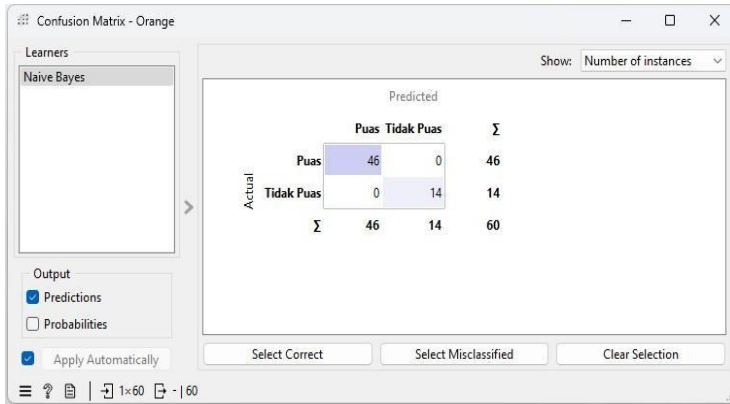 Confusion Matrix - Orange
Learners
Naive Bayes
Show: Number of instances
Predicted
Puas Tidak Puas Σ
Actual
Puas 46 0 46
Tidak Puas 0 14 14
Σ 46 14 60
Output
Predictions
Probabilities
Apply Automatically
Select Correct Select Misclassified Clear Selection
1×60 - | 60